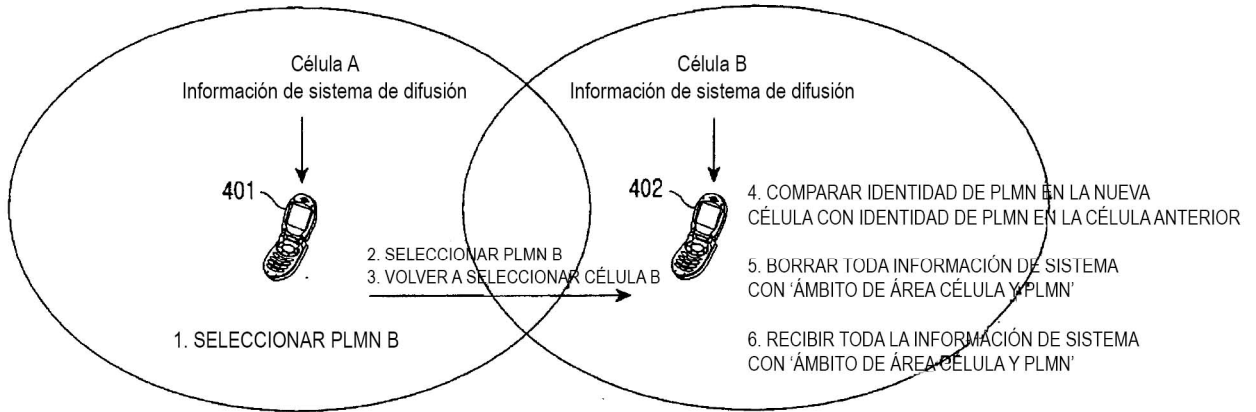 Célula A
Información de sistema de difusión
Célula B
Información de sistema de difusión
401
402
1. SELECCIONAR PLMN B
2. SELECCIONAR PLMN B
3. VOLVER A SELECCIONAR CÉLULA B
4. COMPARAR IDENTIDAD DE PLMN EN LA NUEVA
CÉLULA CON IDENTIDAD DE PLMN EN LA CÉLULA ANTERIOR
5. BORRAR TODA INFORMACIÓN DE SISTEMA
CON ‘ÁMBITO DE ÁREA CÉLULA Y PLMN’
6. RECIBIR TODA LA INFORMACIÓN DE SISTEMA
CON ‘ÁMBITO DE ÁREA CÉLULA Y PLMN’